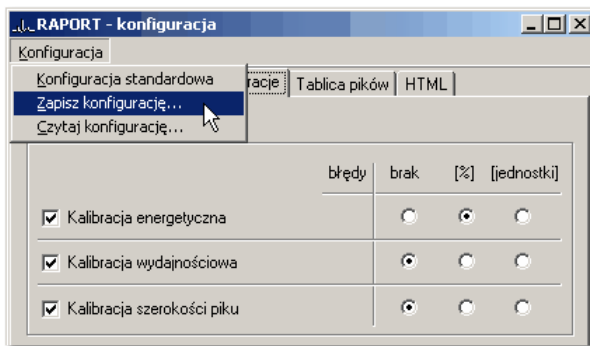 RAPORT - konfiguracja
Konfiguracja
Konfiguracja standardowa
Zapisz konfigurację...
Czytaj konfigurację...
Tablica pików
HTML
błędy brak [%] [jednostki]
Kalibracja energetyczna
Kalibracja wydajnościowa
Kalibracja szerokości piku